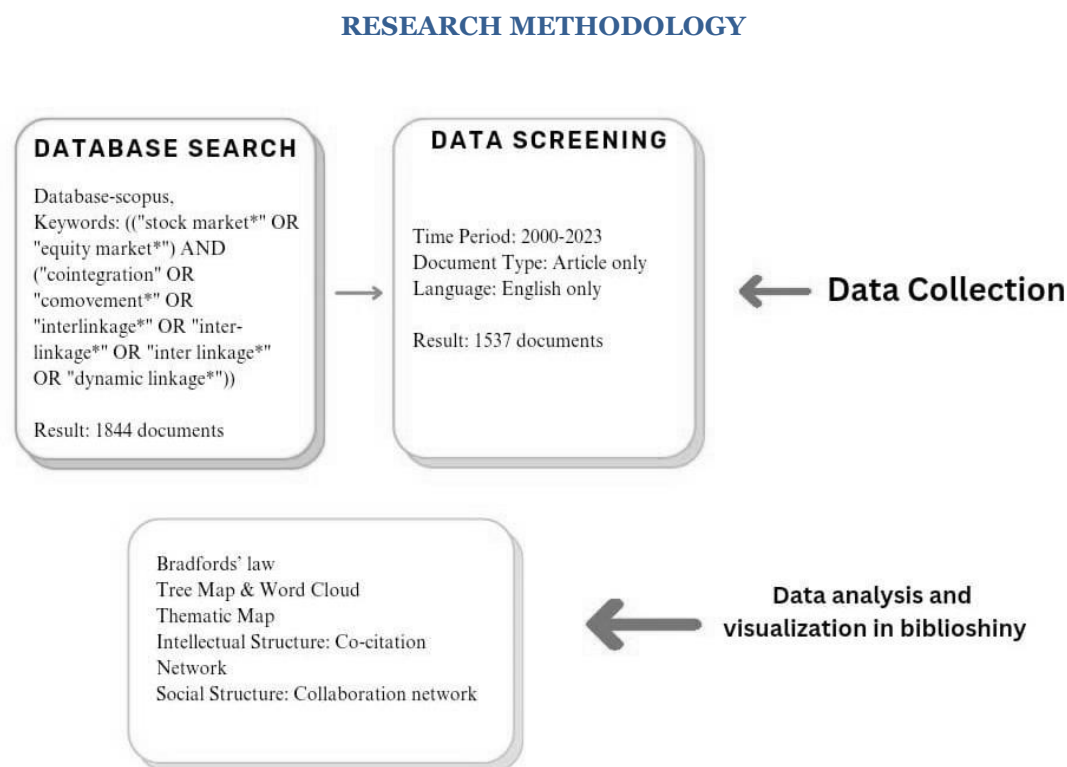 RESEARCH METHODOLOGY
DATABASE SEARCH
Database-scopus,
Keywords: (("stock market*" OR
"equity market*") AND
("cointegration" OR
"comovement*" OR
"interlinkage*" OR "inter-
linkage*" OR "inter linkage*"
OR "dynamic linkage*"))
Result: 1844 documents
DATA SCREENING
Time Period: 2000-2023
Document Type: Article only
Language: English only
Result: 1537 documents
Data Collection
Bradfords’ law
Tree Map & Word Cloud
Thematic Map
Intellectual Structure: Co-citation
Network
Social Structure: Collaboration network
Data analysis and
visualization in biblioshiny